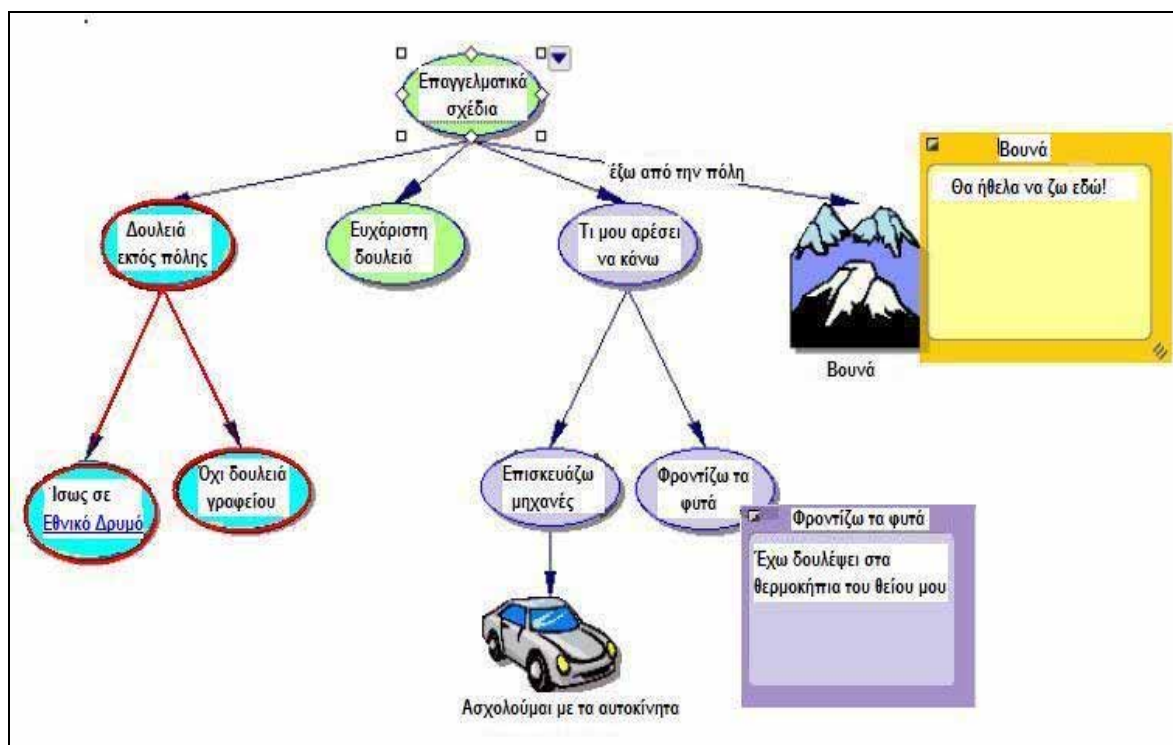 Επαγγελματικά
σχέδια
έξω από την πόλη
Βουνά
Θα ήθελα να ζω εδώ!
Δουλειά
εκτός πόλης
Ευχάριστη
δουλειά
Τι μου αρέσει
να κάνω
Βουνά
Ίσως σε
Εθνικό Δρυμό
Όχι δουλειά
γραφείου
Επισκευάζω
μηχανές
Φροντίζω τα
φυτά
Φροντίζω τα φυτά
Έχω δουλέψει στα
θερμοκήπια του θείου μου
Ασχολούμαι με τα αυτοκίνητα